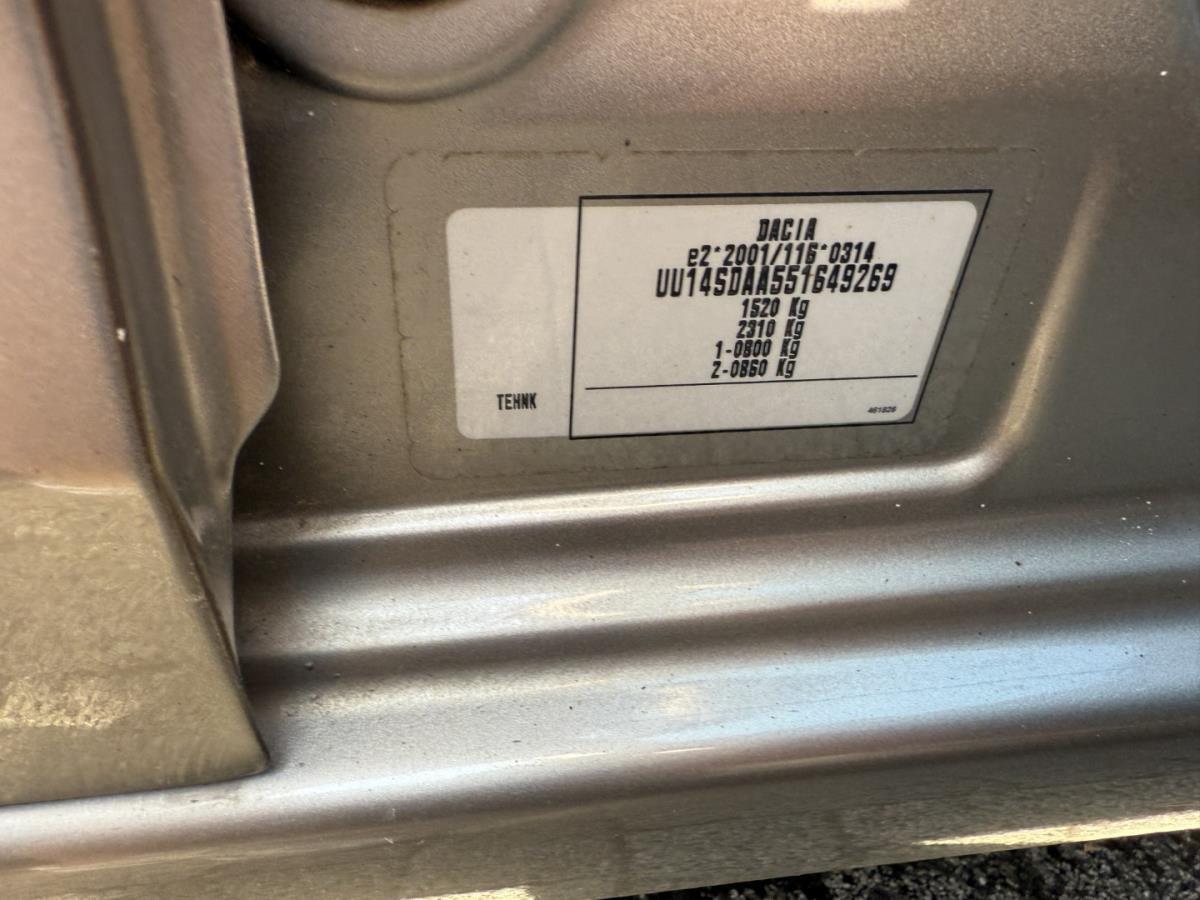 DACIA
e2*2001/116*0314
UU14SDAA551649269
1520 Kg
2310 Kg
1-0800 Kg
2-0860 Kg
TEHNK
461826